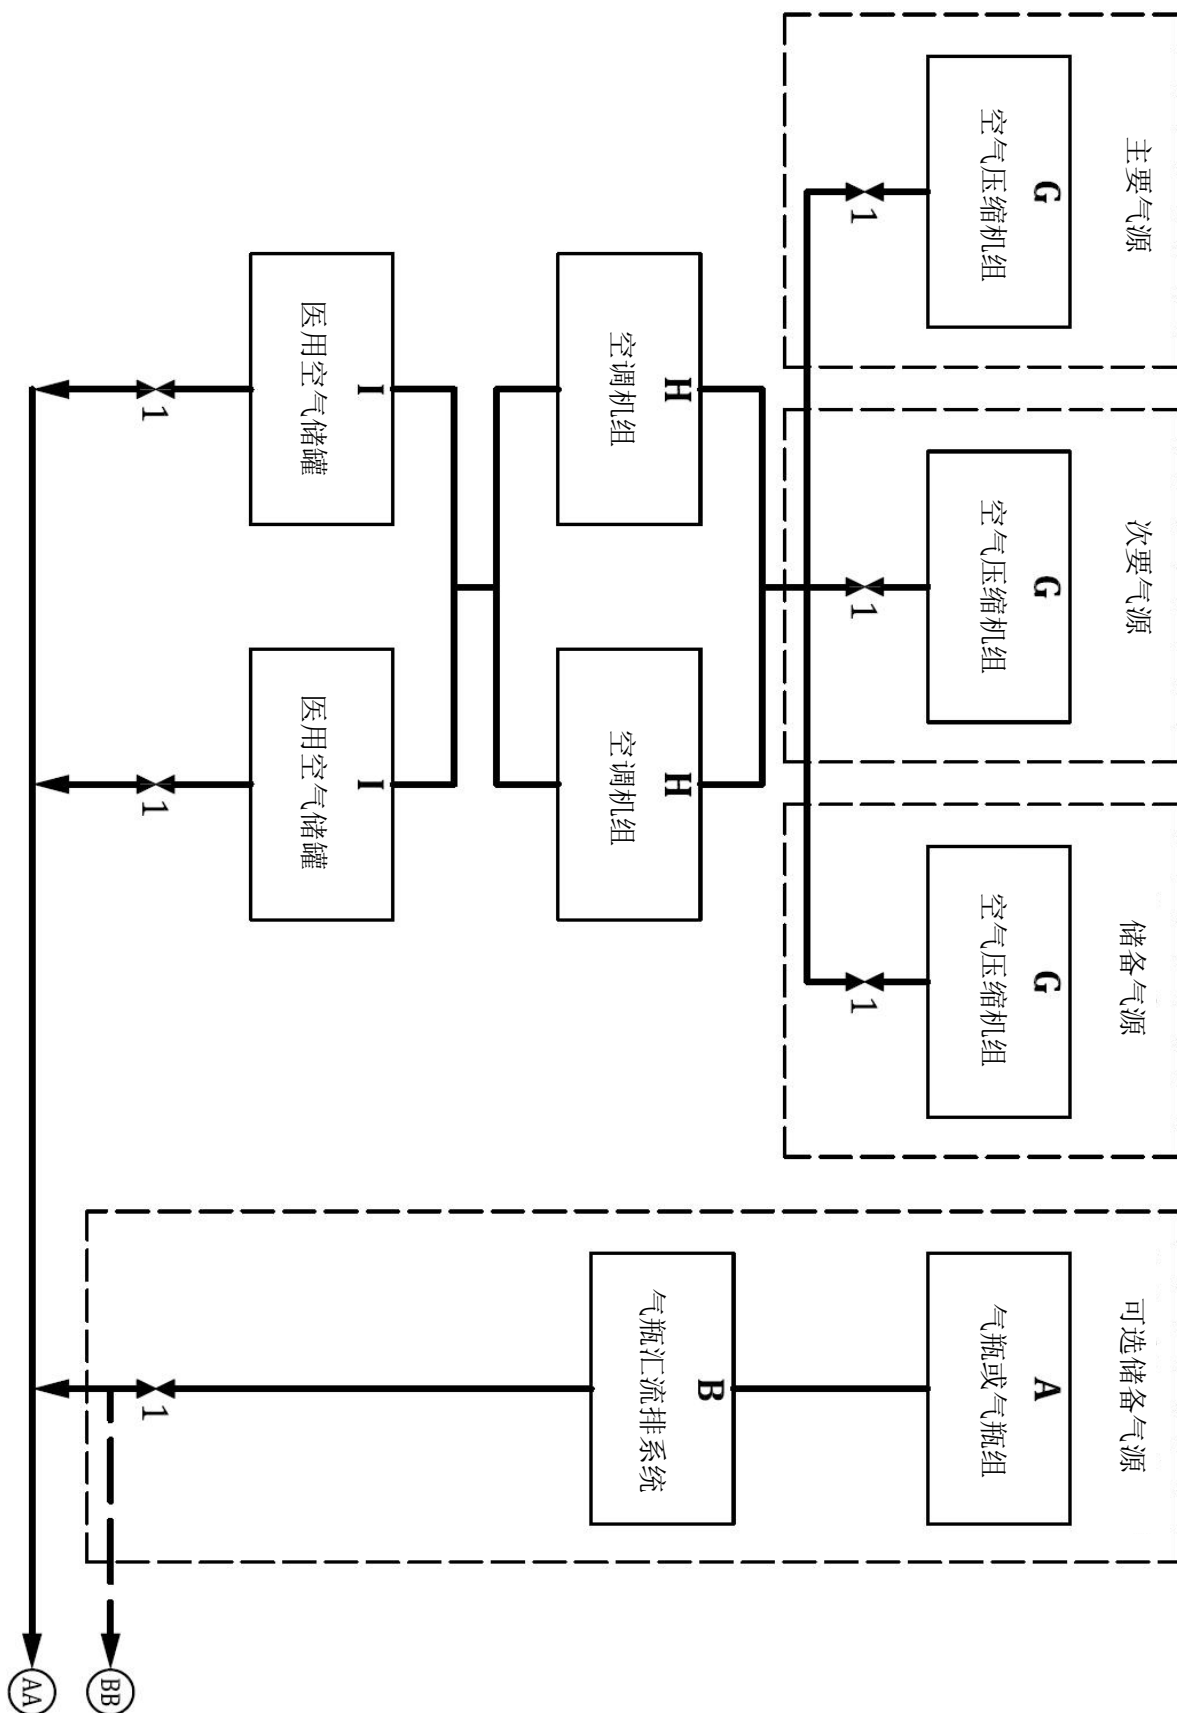 主要气源
次要气源
储备气源
可选储备气源
G
空气压缩机组
G
空气压缩机组
G
空气压缩机组
A
气瓶或气瓶组
1
1
1
H
空调机组
H
空调机组
B
气瓶汇流排系统
I
医用空气储罐
I
医用空气储罐
1
1
1
BB
AA